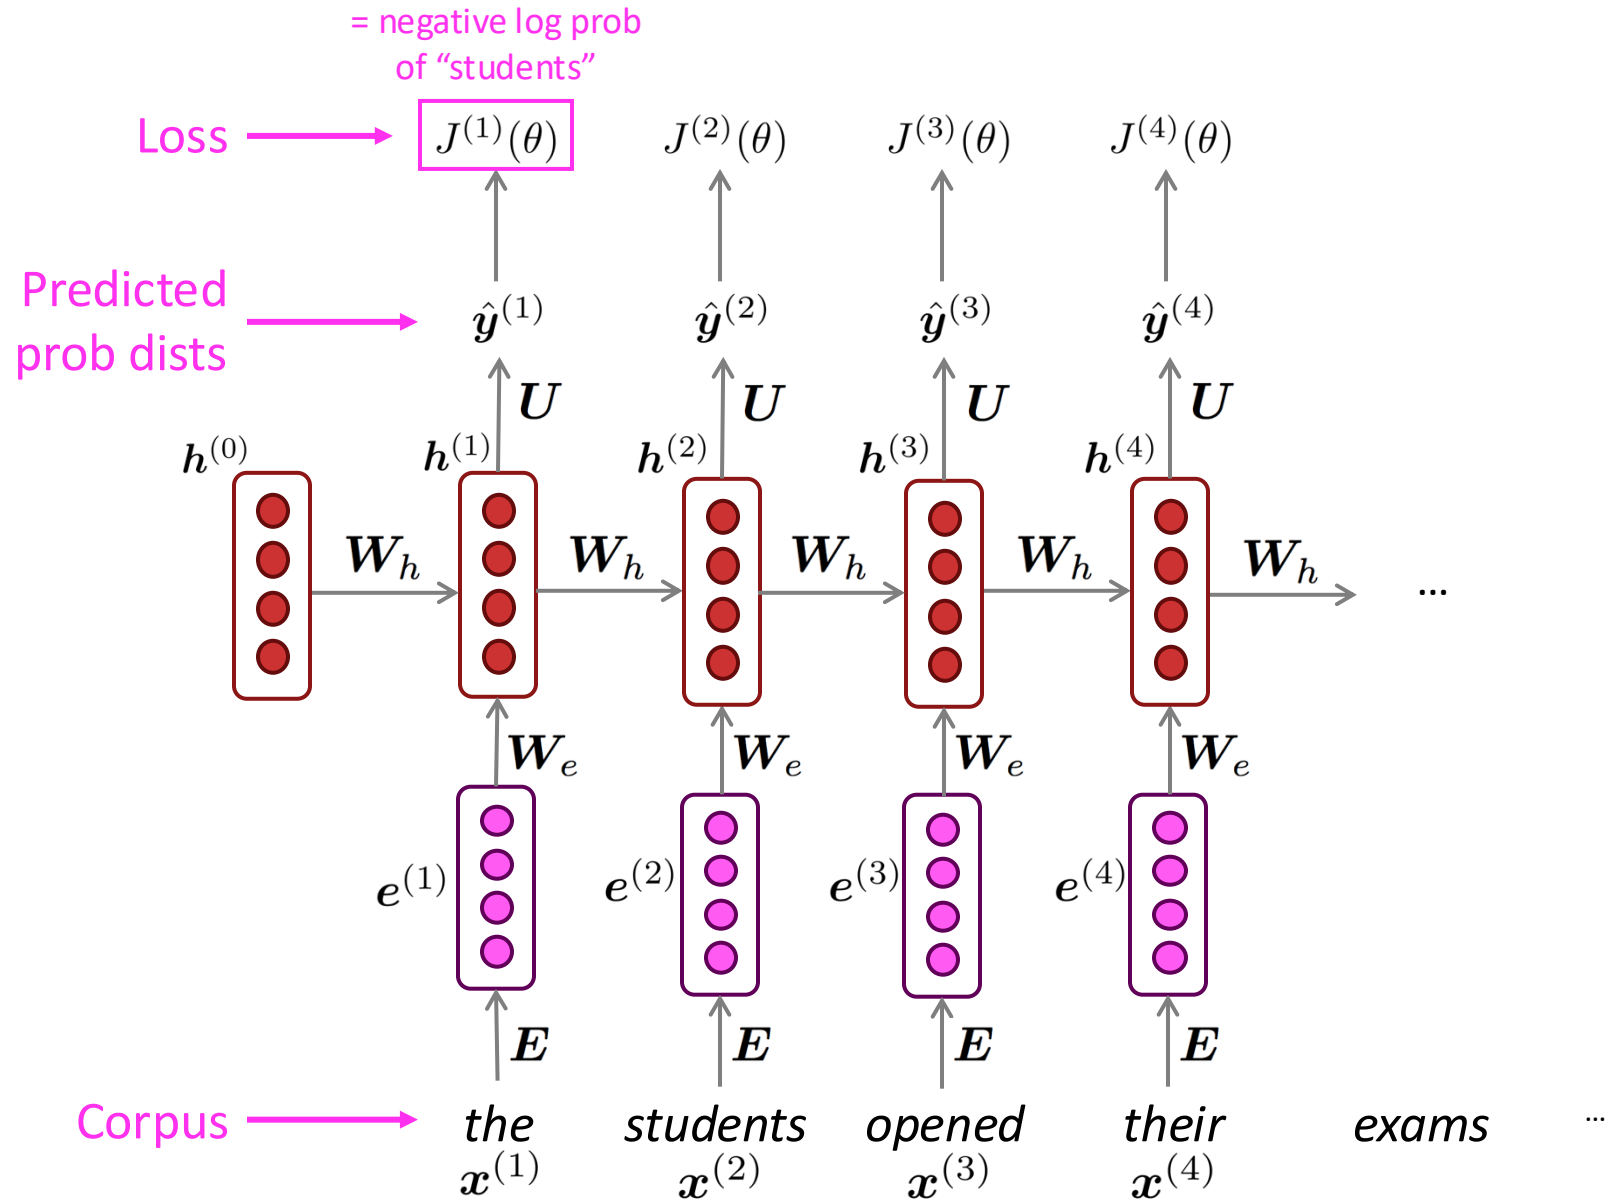 = negative log prob
of “students”
Loss
J^(1)(θ) J^(2)(θ) J^(3)(θ) J^(4)(θ)
Predicted
prob dists
ŷ^(1) ŷ^(2) ŷ^(3) ŷ^(4)
U U U U
h^(0) h^(1) h^(2) h^(3) h^(4)
W_h W_h W_h W_h W_h
...
W_e W_e W_e W_e
e^(1) e^(2) e^(3) e^(4)
E E E E
Corpus
the students opened their exams ...
x^(1) x^(2) x^(3) x^(4)